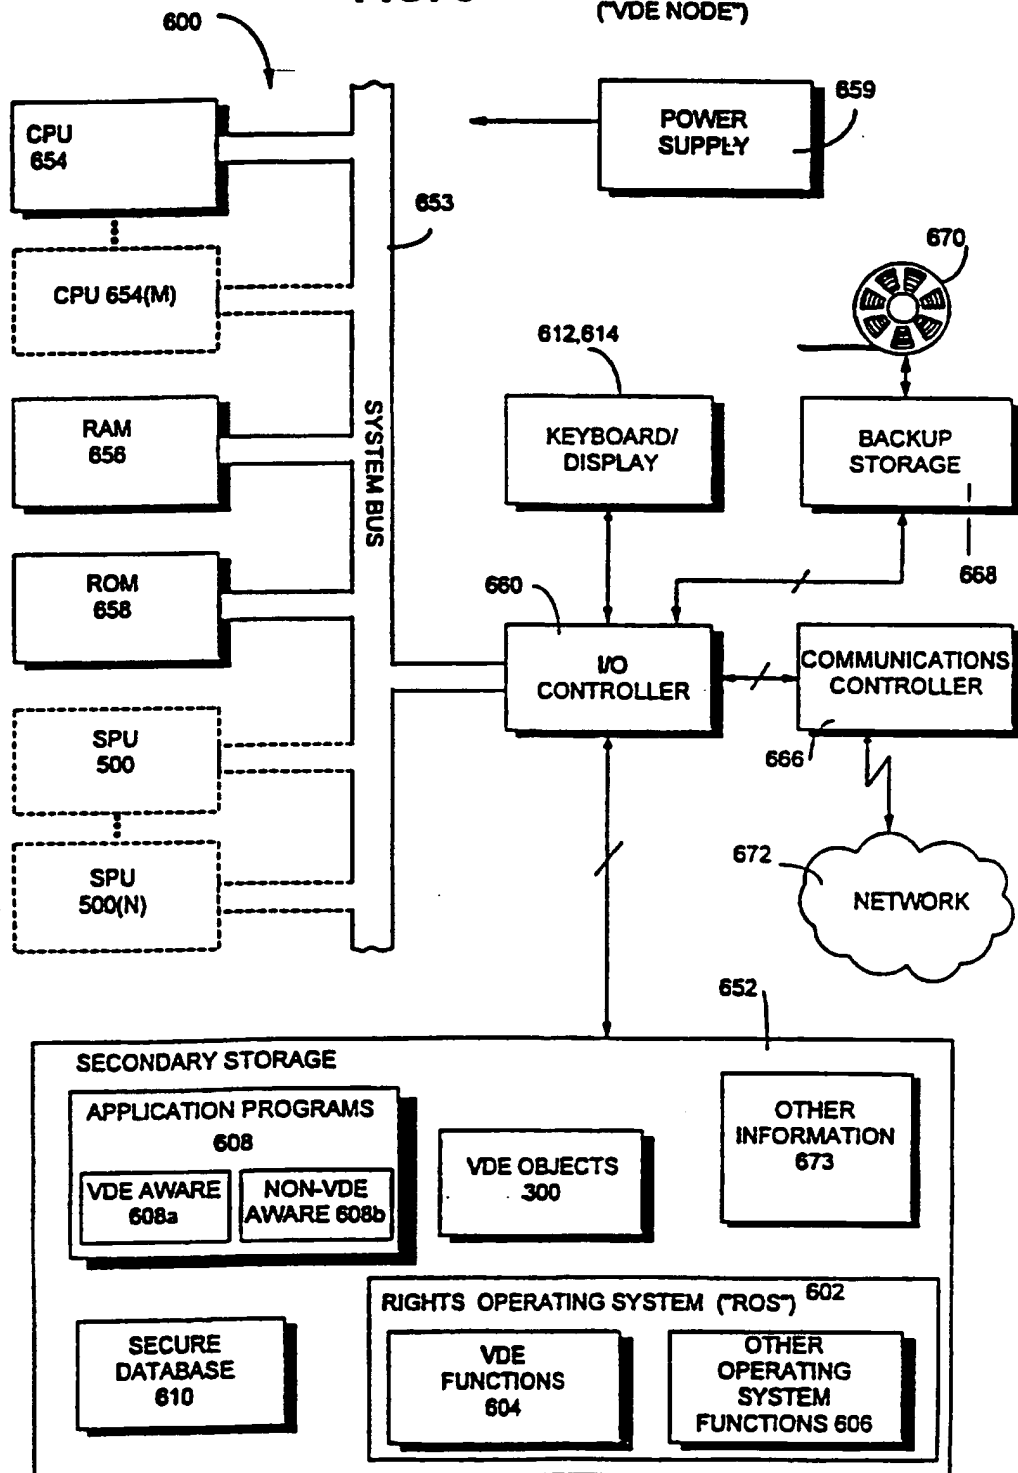 ("VDE NODE")
600
659
POWER
SUPPLY
CPU
654
653
670
CPU 654(M)
612,614
RAM
656
SYSTEM BUS
KEYBOARD/
DISPLAY
BACKUP
STORAGE
668
ROM
658
660
I/O
CONTROLLER
COMMUNICATIONS
CONTROLLER
666
SPU
500
672
NETWORK
SPU
500(N)
652
SECONDARY STORAGE
APPLICATION PROGRAMS
608
VDE AWARE
608a
NON-VDE
AWARE 608b
VDE OBJECTS
300
OTHER
INFORMATION
673
SECURE
DATABASE
610
RIGHTS OPERATING SYSTEM ("ROS") 602
VDE
FUNCTIONS
604
OTHER
OPERATING
SYSTEM
FUNCTIONS 606